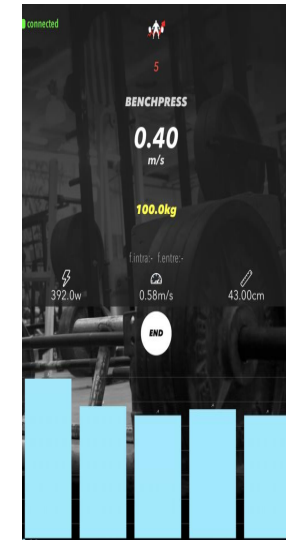 connected
5
BENCHPRESS
0.40
m/s
100.0kg
f.intra:- f.entre:-
392.0w 0.58m/s 43.00cm
END